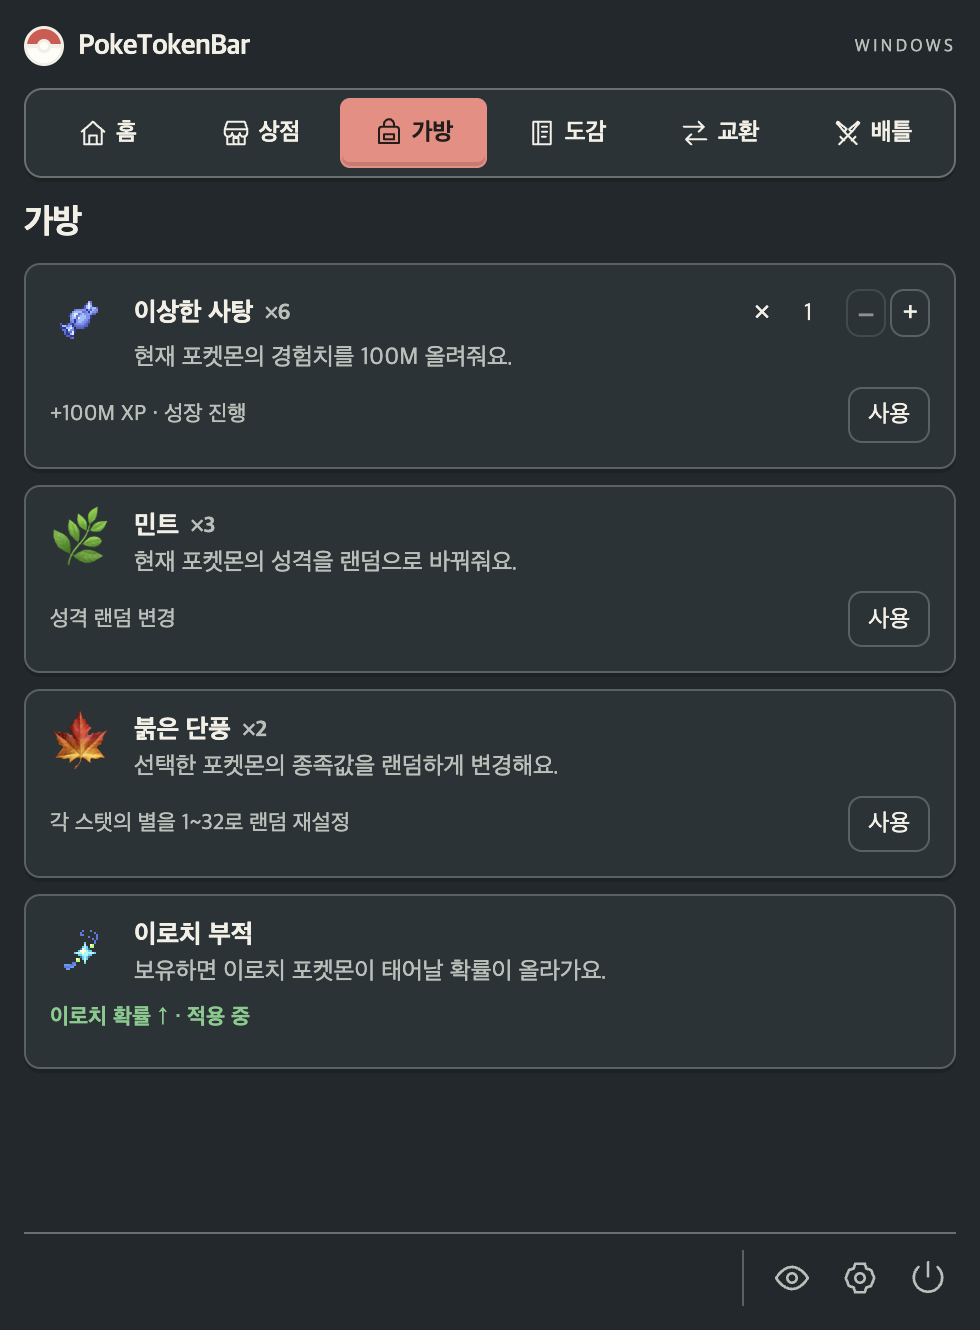 PokeTokenBar
WINDOWS
홈 상점 가방 도감 교환 배틀
가방
이상한 사탕 ×6 × 1 – +
현재 포켓몬의 경험치를 100M 올려줘요.
+100M XP · 성장 진행 사용
민트 ×3
현재 포켓몬의 성격을 랜덤으로 바꿔줘요.
성격 랜덤 변경 사용
붉은 단풍 ×2
선택한 포켓몬의 종족값을 랜덤하게 변경해요.
각 스탯의 별을 1~32로 랜덤 재설정 사용
이로치 부적
보유하면 이로치 포켓몬이 태어날 확률이 올라가요.
이로치 확률 ↑ · 적용 중